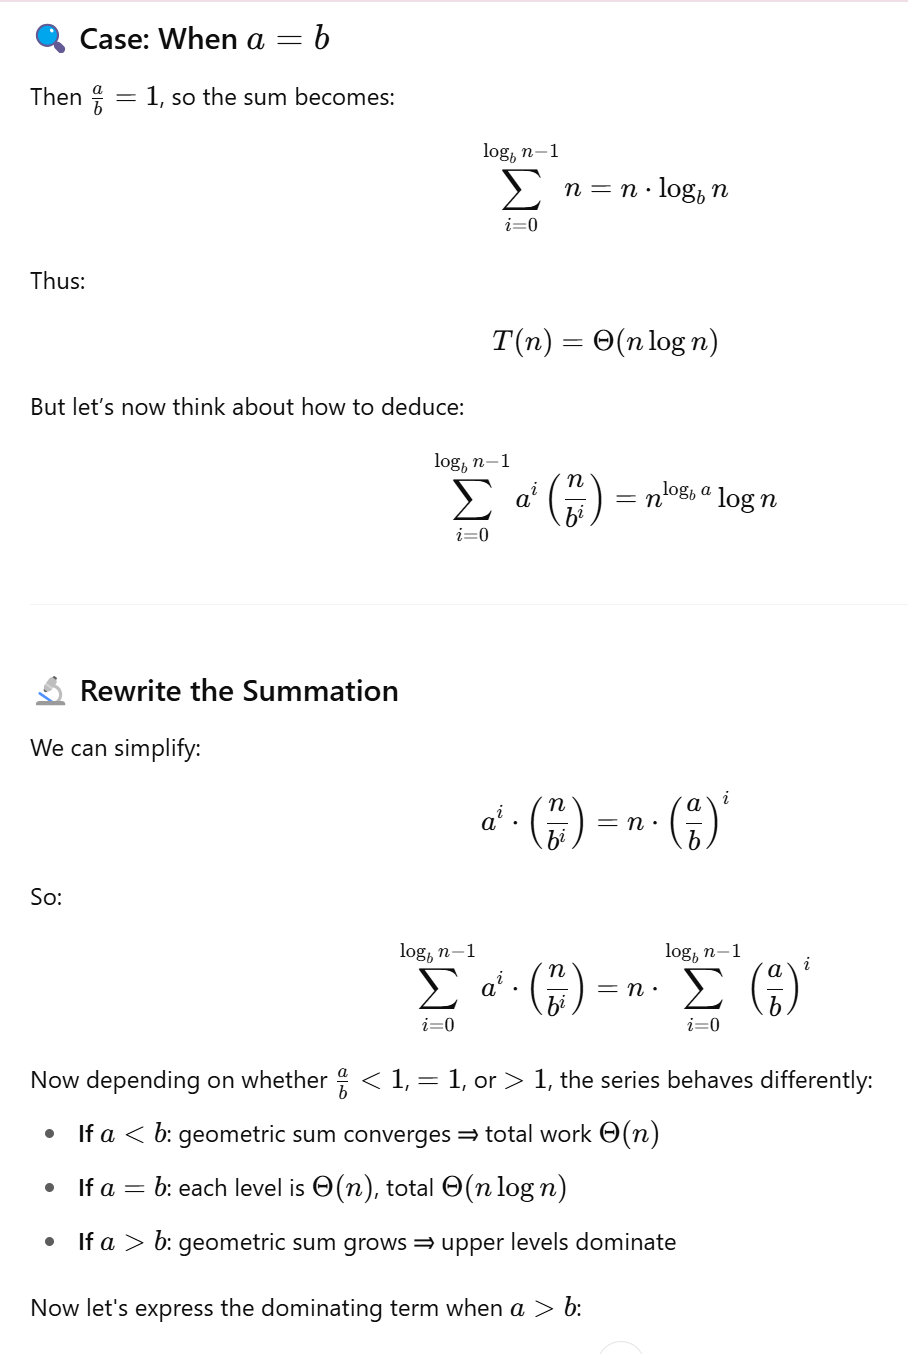 🔍 Case: When a = b
Then a/b = 1, so the sum becomes:
∑_{i=0}^{log_b n−1} n = n · log_b n
Thus:
T(n) = Θ(n log n)
But let’s now think about how to deduce:
∑_{i=0}^{log_b n−1} a^i (n/b^i) = n^{log_b a} log n
🔬 Rewrite the Summation
We can simplify:
a^i · (n/b^i) = n · (a/b)^i
So:
∑_{i=0}^{log_b n−1} a^i · (n/b^i) = n · ∑_{i=0}^{log_b n−1} (a/b)^i
Now depending on whether a/b < 1, = 1, or > 1, the series behaves differently:
• If a < b: geometric sum converges ⇒ total work Θ(n)
• If a = b: each level is Θ(n), total Θ(n log n)
• If a > b: geometric sum grows ⇒ upper levels dominate
Now let's express the dominating term when a > b: